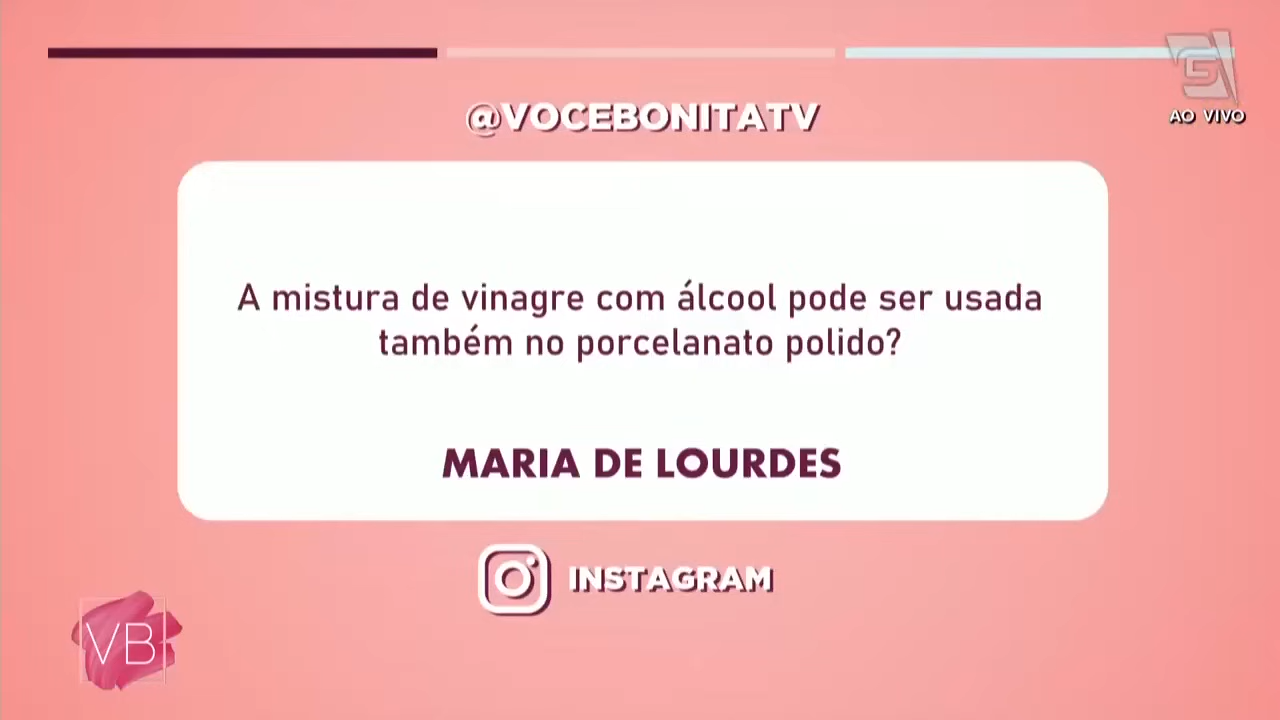 @VOCEBONITATV
AO VIVO
A mistura de vinagre com álcool pode ser usada
também no porcelanato polido?
MARIA DE LOURDES
INSTAGRAM
VB